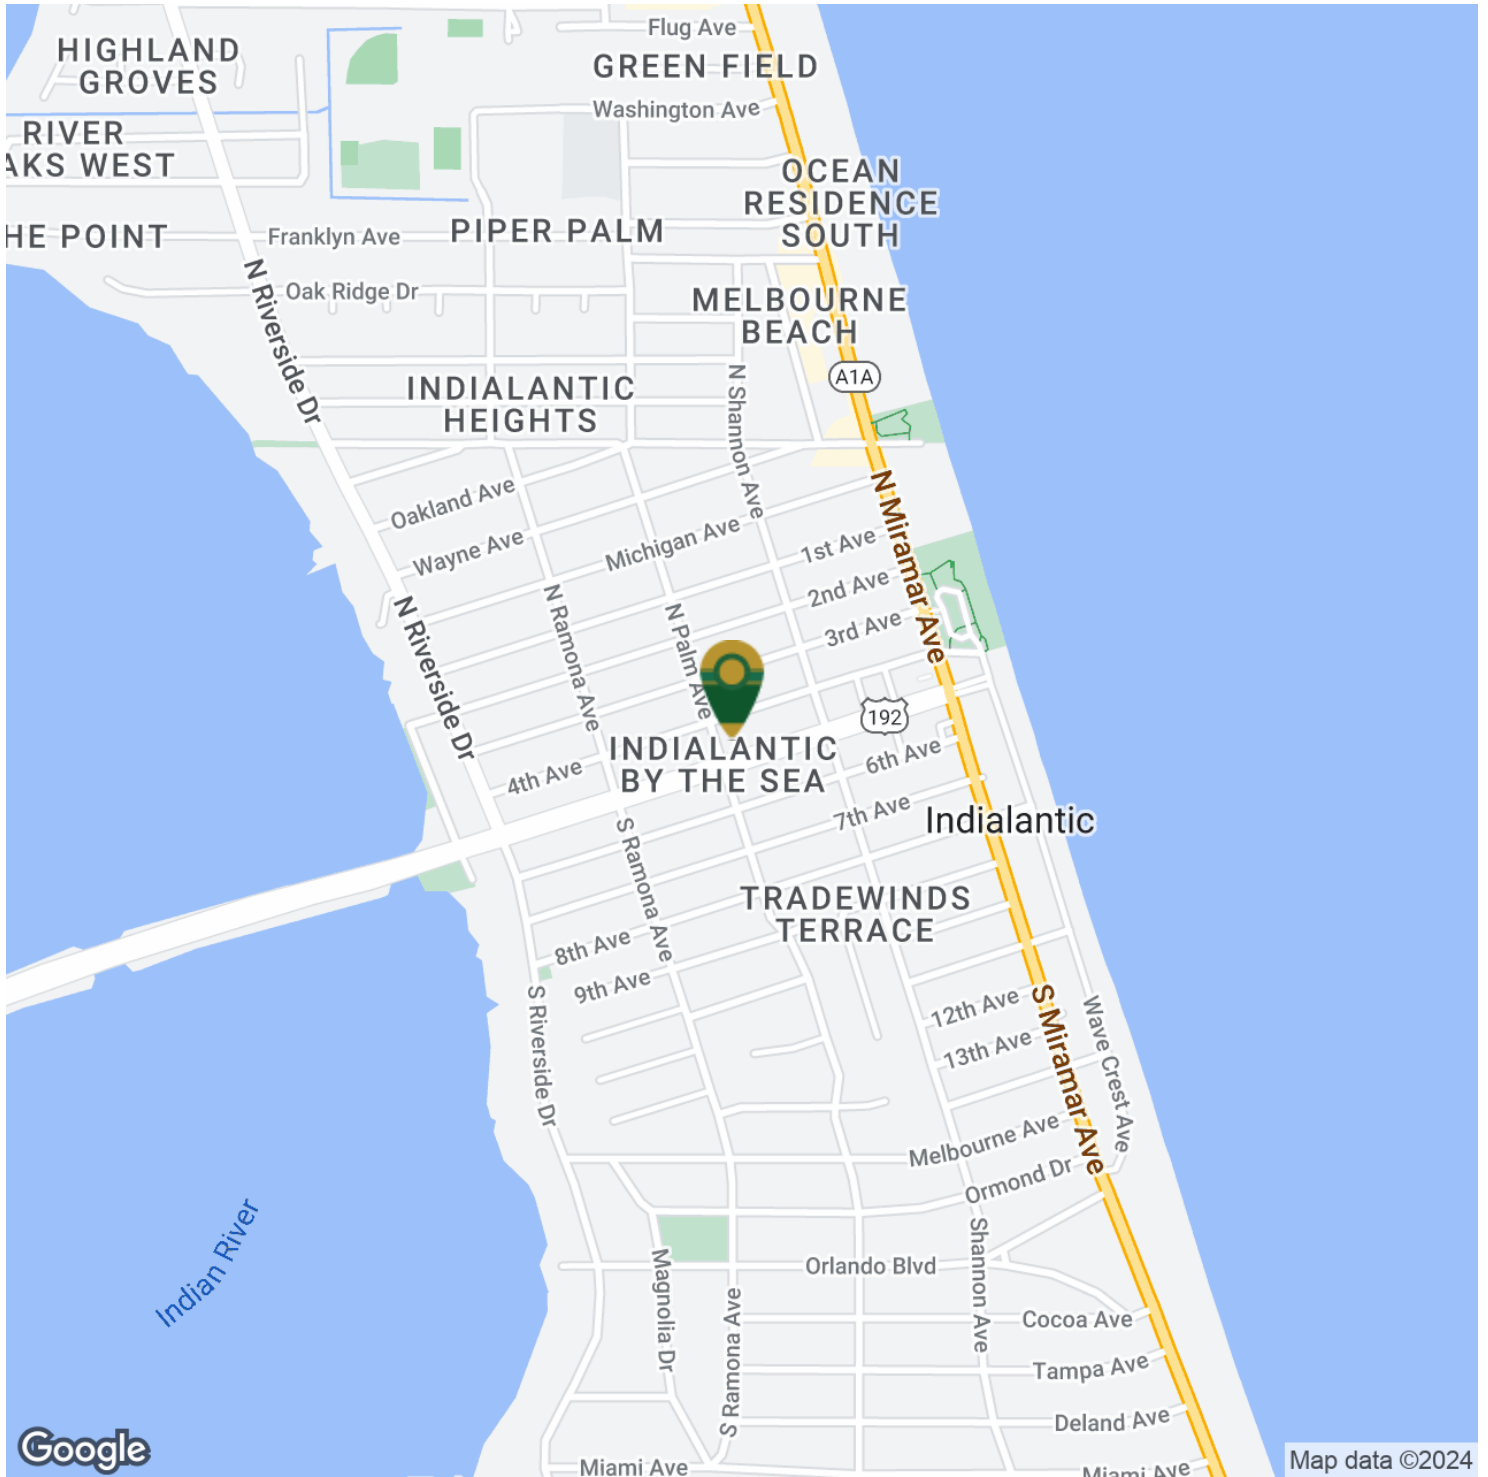 Flug Ave
HIGHLAND
GROVES
GREEN FIELD
Washington Ave
RIVER
AKS WEST
OCEAN
RESIDENCE
SOUTH
HE POINT
Franklyn Ave
PIPER PALM
N Riverside Dr
Oak Ridge Dr
MELBOURNE
BEACH
A1A
INDIALANTIC
HEIGHTS
N Shannon Ave
Oakland Ave
N Miramar Ave
Wayne Ave
Michigan Ave
1st Ave
2nd Ave
3rd Ave
N Riverside Dr
N Ramona Ave
N Palm Ave
192
INDIALANTIC
BY THE SEA
4th Ave
6th Ave
7th Ave
Indialantic
S Ramona Ave
TRADEWINDS
TERRACE
8th Ave
9th Ave
S Riverside Dr
12th Ave
S Miramar Ave
Wave Crest Ave
13th Ave
Melbourne Ave
Ormond Dr
Indian River
Shannon Ave
Magnolia Dr
Orlando Blvd
S Ramona Ave
Cocoa Ave
Tampa Ave
Deland Ave
Google
Miami Ave
Miami Ave
Map data ©2024